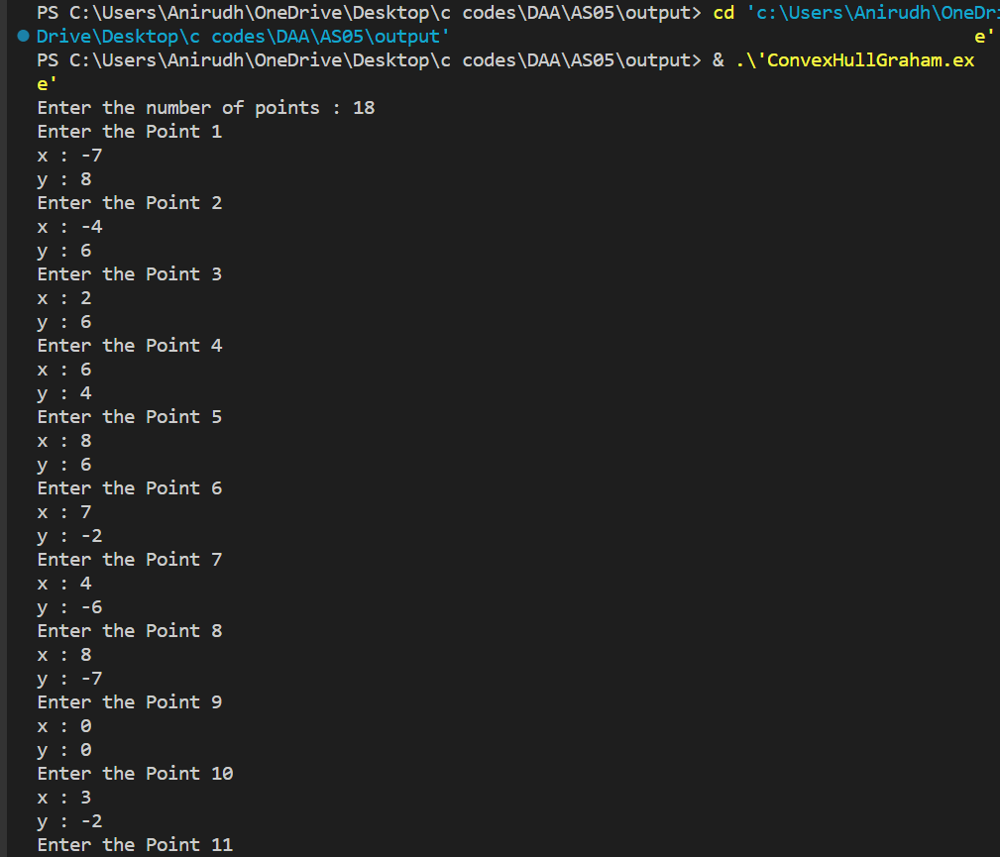 PS C:\Users\Anirudh\OneDrive\Desktop\c codes\DAA\AS05\output> cd 'c:\Users\Anirudh\OneDri
Drive\Desktop\c codes\DAA\AS05\output' e'
PS C:\Users\Anirudh\OneDrive\Desktop\c codes\DAA\AS05\output> & .\'ConvexHullGraham.ex
e'
Enter the number of points : 18
Enter the Point 1
x : -7
y : 8
Enter the Point 2
x : -4
y : 6
Enter the Point 3
x : 2
y : 6
Enter the Point 4
x : 6
y : 4
Enter the Point 5
x : 8
y : 6
Enter the Point 6
x : 7
y : -2
Enter the Point 7
x : 4
y : -6
Enter the Point 8
x : 8
y : -7
Enter the Point 9
x : 0
y : 0
Enter the Point 10
x : 3
y : -2
Enter the Point 11